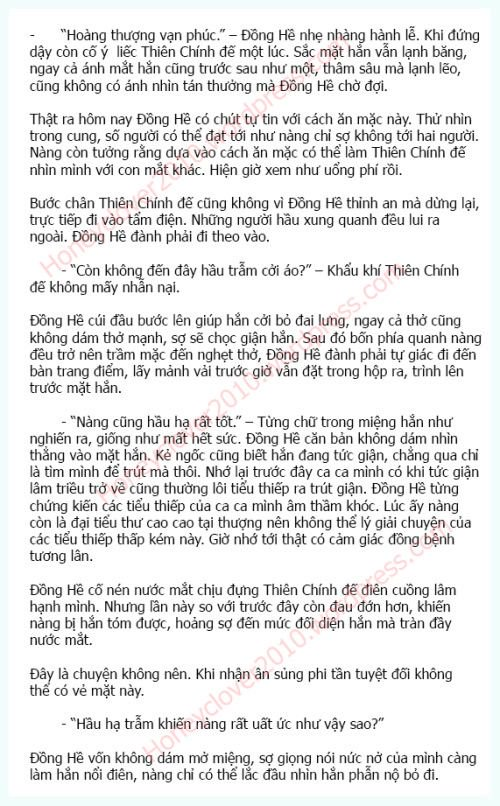 - “Hoàng thượng vạn phúc.” – Đồng Hề nhẹ nhàng hành lễ. Khi đứng
dậy còn cố ý liếc Thiên Chính đế một lúc. Sắc mặt hắn vẫn lạnh băng,
ngay cả ánh mắt hắn cũng trước sau như một, thâm sâu mà lạnh lẽo,
cũng không có ánh nhìn tán thưởng mà Đồng Hề chờ đợi.
Thật ra hôm nay Đồng Hề có chút tự tin với cách ăn mặc này. Thử nhìn
trong cung, số người có thể đạt tới như nàng chỉ sợ không tới hai người.
Nàng còn tưởng rằng dựa vào cách ăn mặc có thể làm Thiên Chính đế
nhìn mình với con mắt khác. Hiện giờ xem như uổng phí rồi.
Bước chân Thiên Chính đế cũng không vì Đồng Hề thỉnh an mà dừng lại,
trực tiếp đi vào tẩm điện. Những người hầu xung quanh đều lui ra
ngoài. Đồng Hề đành phải đi theo vào.
- “Còn không đến đây hầu trẫm cởi áo?” – Khẩu khí Thiên Chính
đế không mấy nhẫn nại.
Đồng Hề cúi đầu bước lên giúp hắn cởi bỏ đai lưng, ngay cả thở cũng
không dám thở mạnh, sợ sẽ chọc giận hắn. Sau đó bốn phía quanh nàng
đều trở nên trầm mặc đến nghẹt thở, Đồng Hề đành phải tự giác đi đến
bàn trang điểm, lấy mảnh vải trước giờ vẫn đặt trong hộp ra, trình lên
trước mặt hắn.
- “Nàng cũng hầu hạ rất tốt.” – Từng chữ trong miệng hắn như
nghiến ra, giống như mất hết sức. Đồng Hề căn bản không dám nhìn
thẳng vào mặt hắn. Kẻ ngốc cũng biết hắn đang tức giận, chẳng qua chỉ
là tìm mình để trút mà thôi. Nhớ lại trước đây ca ca mình có khi tức giận
lâm triều trở về cũng thường lôi tiểu thiếp ra trút giận. Đồng Hề từng
chứng kiến các tiểu thiếp của ca ca mình âm thầm khóc. Lúc ấy nàng
còn là đại tiểu thư cao cao tại thượng nên không thể lý giải chuyện của
các tiểu thiếp thấp kém này. Giờ nhớ tới thật có cảm giác đồng bệnh
tương lân.
Đồng Hề cố nén nước mắt chịu đựng Thiên Chính đế điên cuồng lâm
hạnh mình. Nhưng lần này so với trước đây còn đau đớn hơn, khiến
nàng bị hắn tóm được, hoảng sợ đến mức đối diện hắn mà tràn đầy
nước mắt.
Đây là chuyện không nên. Khi nhận ân sủng phi tần tuyệt đối không
thể có vẻ mặt này.
- “Hầu hạ trẫm khiến nàng rất uất ức như vậy sao?”
Đồng Hề vốn không dám mở miệng, sợ giọng nói nức nở của mình càng
làm hắn nổi điên, nàng chỉ có thể lắc đầu nhìn hắn phẫn nộ bỏ đi.
Honeyclover2010.wordpress.com
Honeyclover2010.wordpress.com
Honeyclover2010.wordpress.com